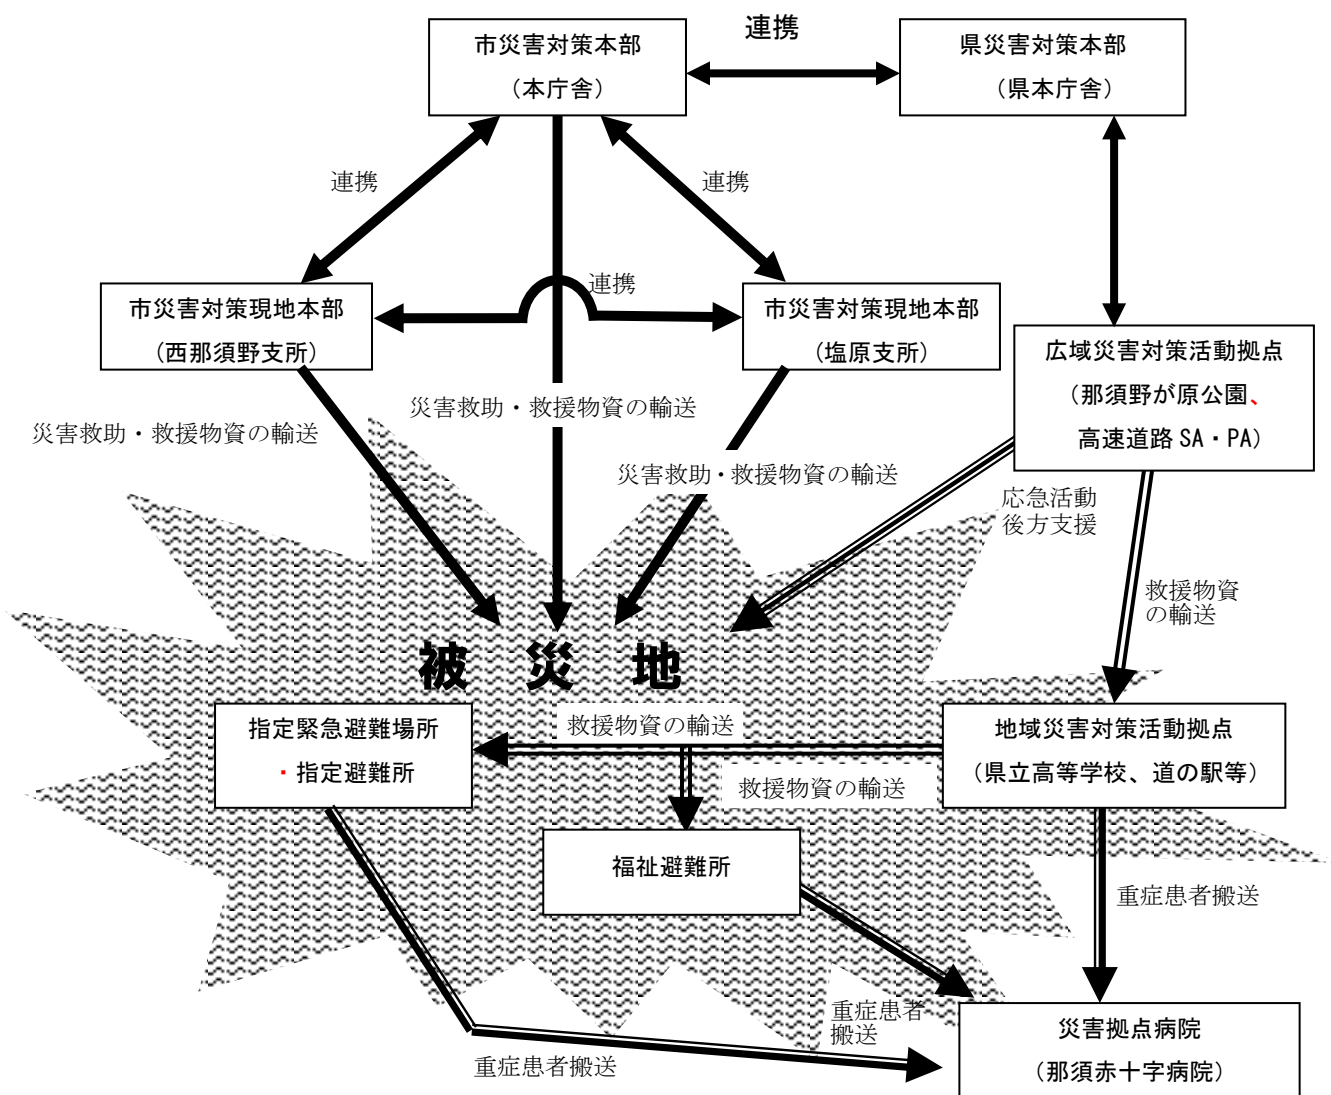 連携
市災害対策本部
（本庁舎）
県災害対策本部
（県本庁舎）
連携
連携
連携
市災害対策現地本部
（西那須野支所）
市災害対策現地本部
（塩原支所）
広域災害対策活動拠点
（那須野が原公園、
高速道路 SA・PA）
災害救助・救援物資の輸送
災害救助・救援物資の輸送
災害救助・救援物資の輸送
応急活動
後方支援
救援物資
の輸送
被 災 地
指定緊急避難場所
・指定避難所
救援物資の輸送
地域災害対策活動拠点
（県立高等学校、道の駅等）
救援物資の輸送
福祉避難所
重症患者搬送
重症患者
搬送
重症患者搬送
災害拠点病院
（那須赤十字病院）